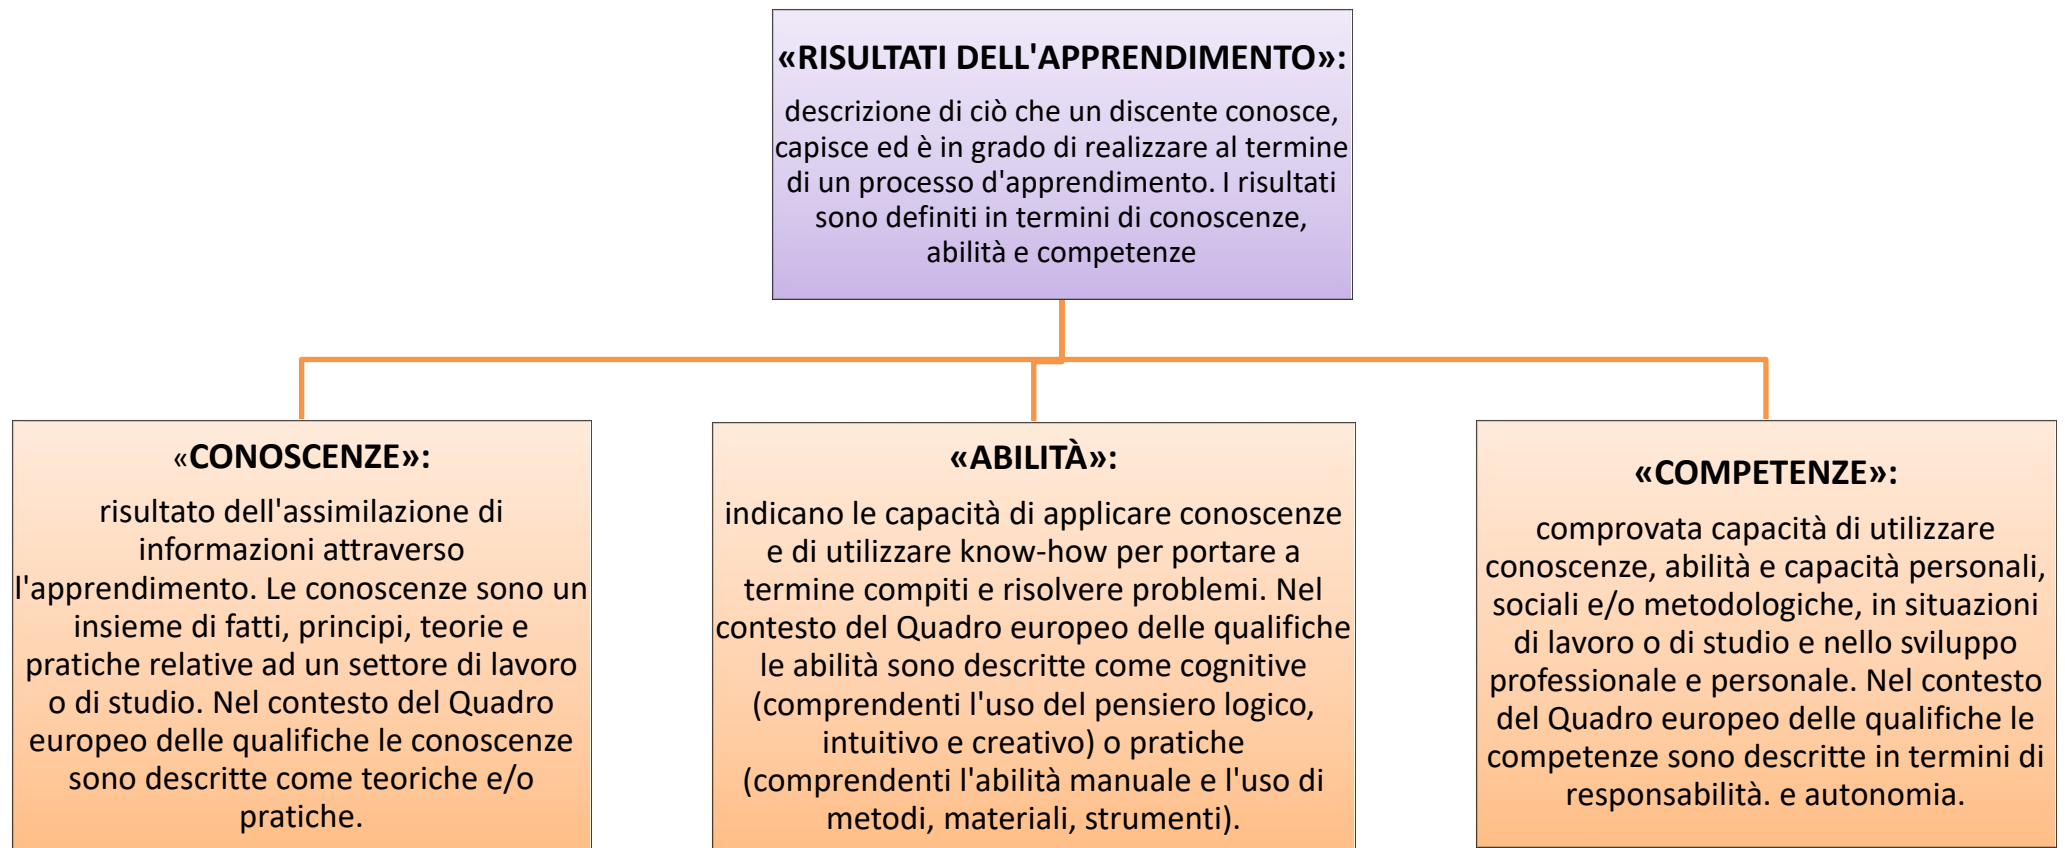 «RISULTATI DELL'APPRENDIMENTO»:
descrizione di ciò che un discente conosce,
capisce ed è in grado di realizzare al termine
di un processo d'apprendimento. I risultati
sono definiti in termini di conoscenze,
abilità e competenze
«CONOSCENZE»:
risultato dell'assimilazione di
informazioni attraverso
l'apprendimento. Le conoscenze sono un
insieme di fatti, principi, teorie e
pratiche relative ad un settore di lavoro
o di studio. Nel contesto del Quadro
europeo delle qualifiche le conoscenze
sono descritte come teoriche e/o
pratiche.
«ABILITÀ»:
indicano le capacità di applicare conoscenze
e di utilizzare know-how per portare a
termine compiti e risolvere problemi. Nel
contesto del Quadro europeo delle qualifiche
le abilità sono descritte come cognitive
(comprendenti l'uso del pensiero logico,
intuitivo e creativo) o pratiche
(comprendenti l'abilità manuale e l'uso di
metodi, materiali, strumenti).
«COMPETENZE»:
comprovata capacità di utilizzare
conoscenze, abilità e capacità personali,
sociali e/o metodologiche, in situazioni
di lavoro o di studio e nello sviluppo
professionale e personale. Nel contesto
del Quadro europeo delle qualifiche le
competenze sono descritte in termini di
responsabilità. e autonomia.